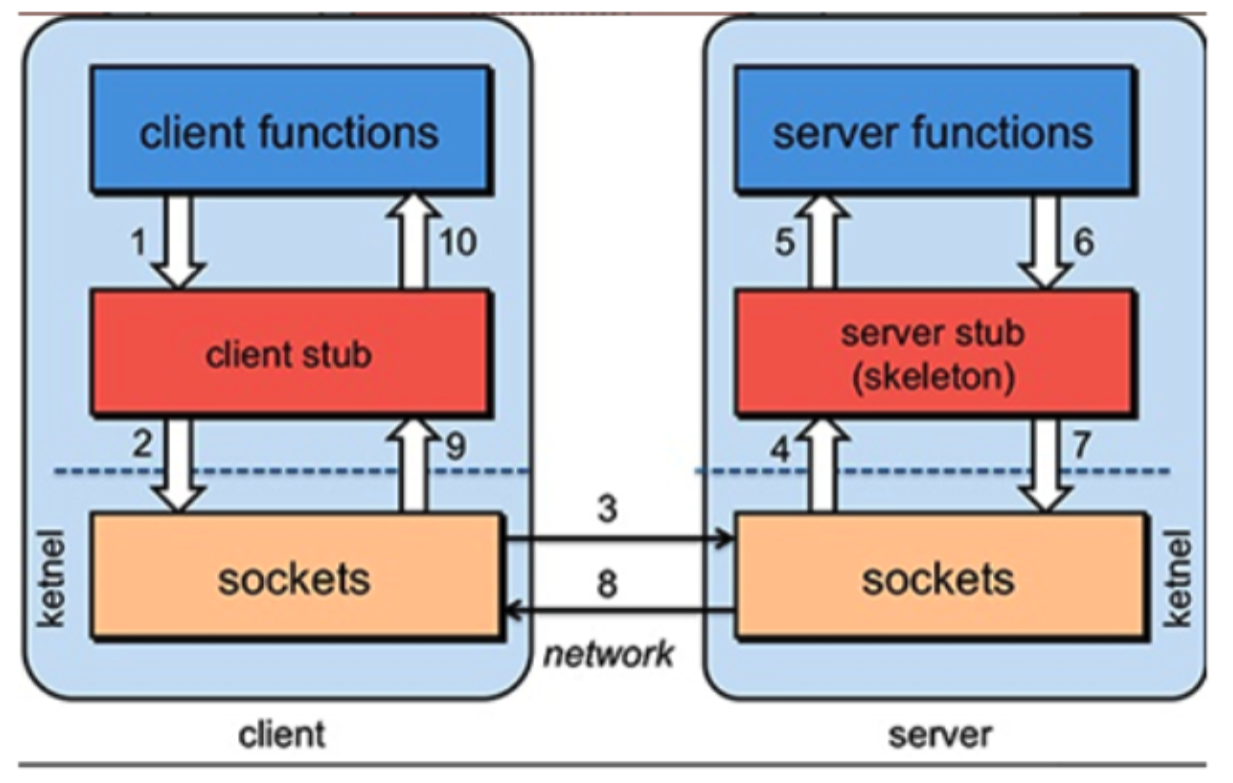 client functions
1
10
client stub
2
9
ketnel
sockets
client
3
8
network
server functions
5
6
server stub
(skeleton)
4
7
sockets
ketnel
server